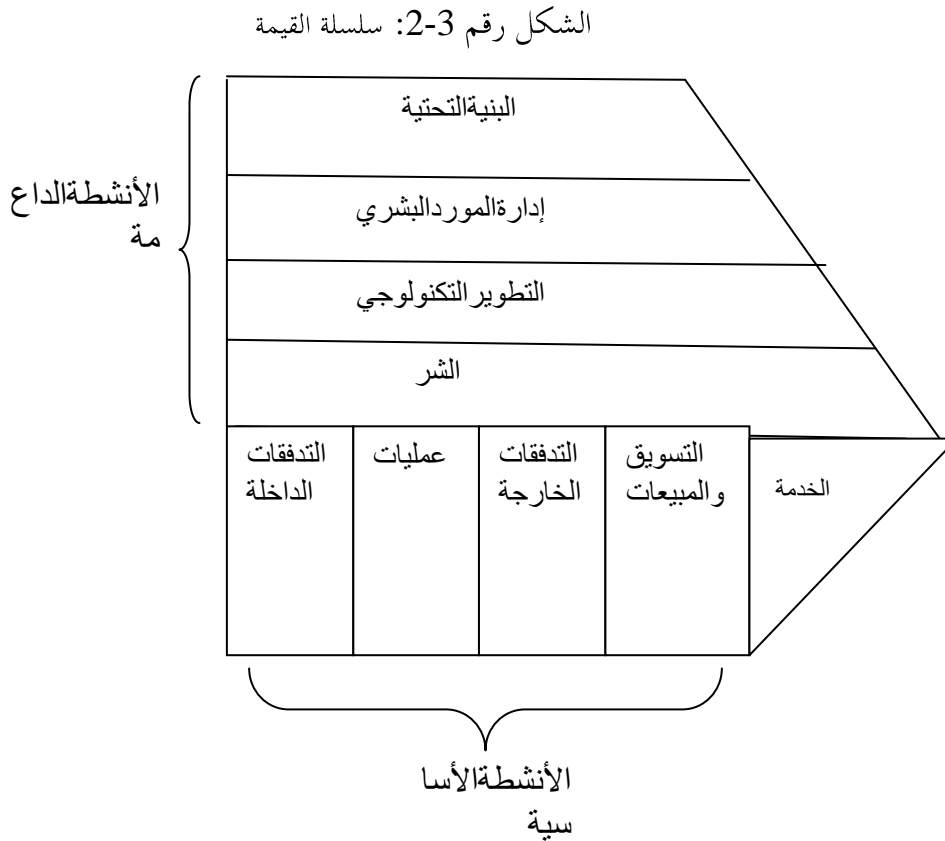 الشكل رقم 3-2: سلسلة القيمة
البنيةالتحتية
إدارةالموردالبشري
التطويرالتكنولوجي
الشر
الأنشطةالداع
مة
التدفقات
الداخلة
عمليات
التدفقات
الخارجة
التسويق
والمبيعات
الخدمة
الأنشطةالأسا
سية